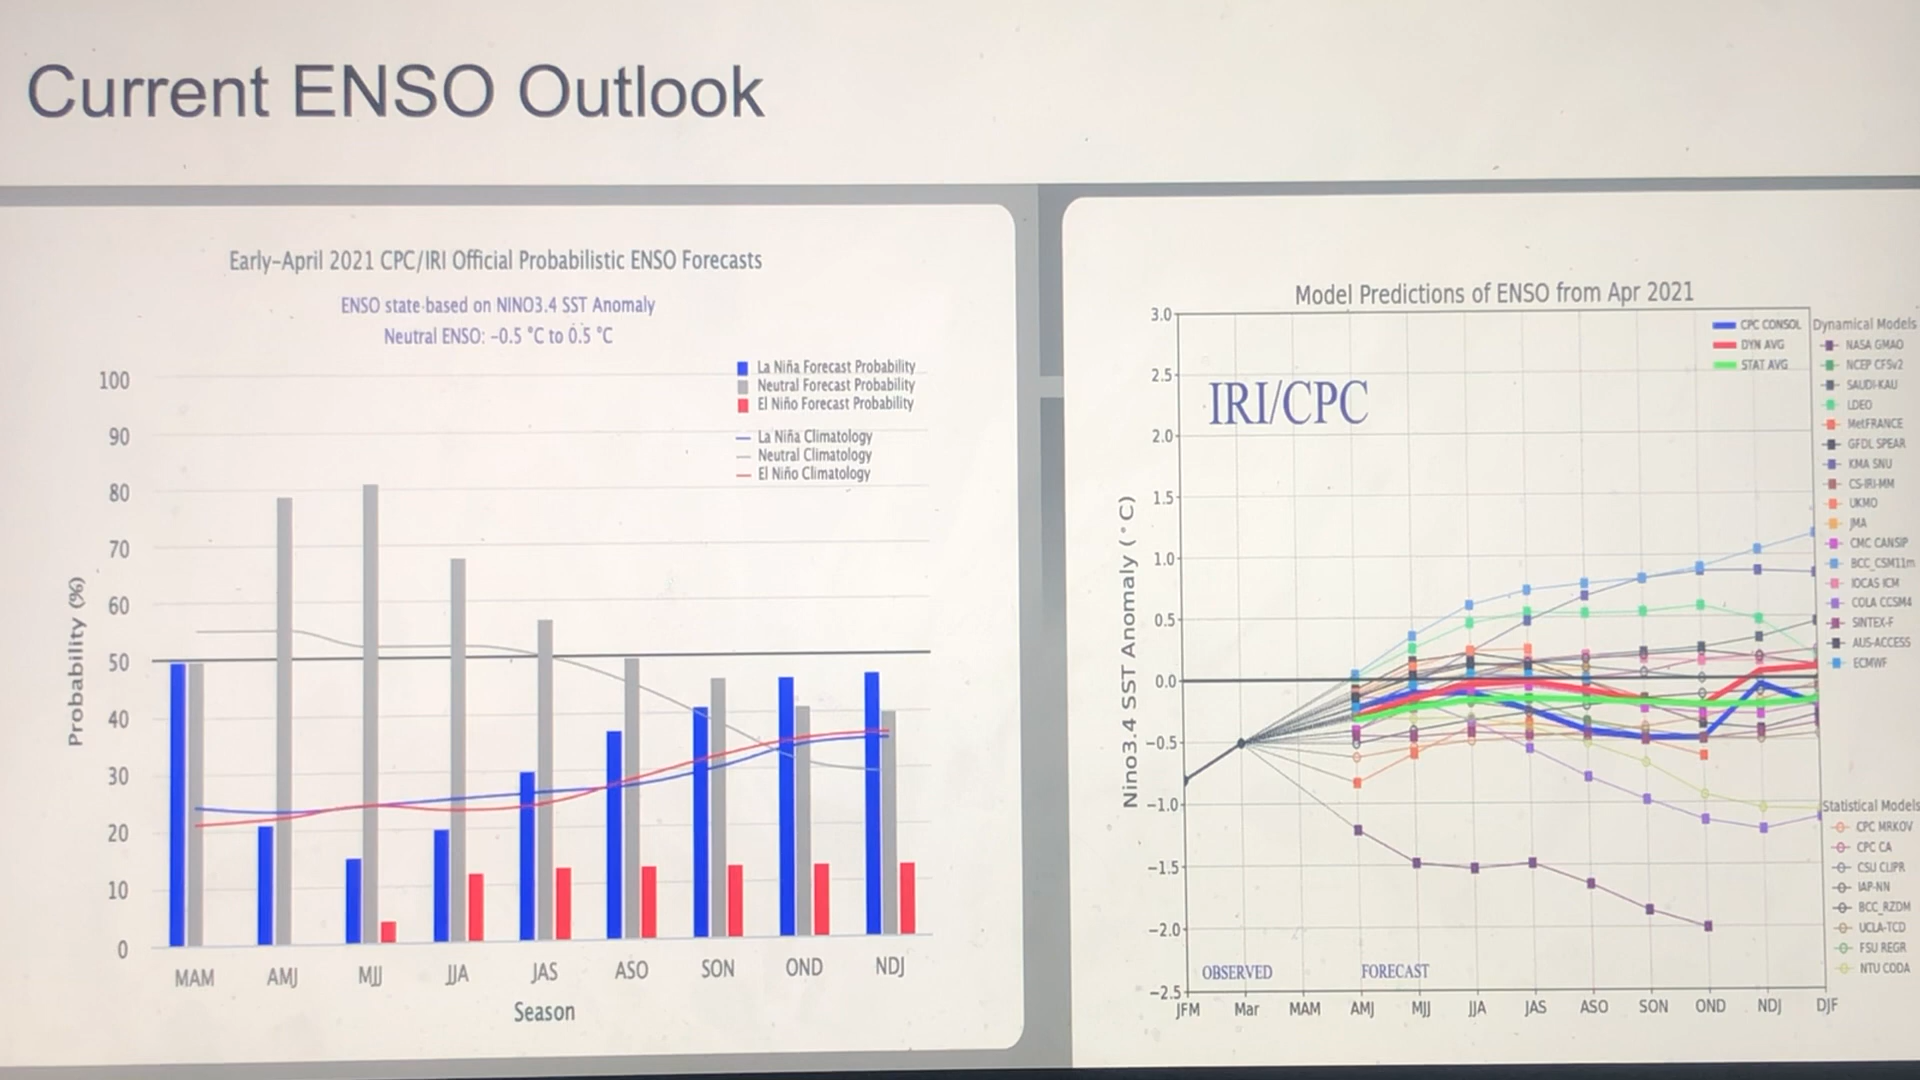 Current ENSO Outlook
Early-April 2021 CPC/IRI Official Probabilistic ENSO Forecasts
ENSO state based on NINO3.4 SST Anomaly
Neutral ENSO: -0.5 °C to 0.5 °C
La Niña Forecast Probability
Neutral Forecast Probability
El Niño Forecast Probability
La Niña Climatology
Neutral Climatology
El Niño Climatology
100
90
80
70
60
50
40
30
20
10
0
Probability (%)
MAM AMJ MJJ JJA JAS ASO SON OND NDJ
Season
Model Predictions of ENSO from Apr 2021
IRI/CPC
CPC CONSOL
DYN AVG
STAT AVG
3.0
2.5
2.0
1.5
1.0
0.5
0.0
-0.5
-1.0
-1.5
-2.0
-2.5
Nino3.4 SST Anomaly (°C)
OBSERVED FORECAST
JFM Mar MAM AMJ MJJ JJA JAS ASO SON OND NDJ DJF
Dynamical Models
NASA GMAO
NCEP CFSv2
SAUDI-KAU
LDEO
MetFRANCE
GFDL SPEAR
KMA SNU
CS-IRI-MM
UKMO
JMA
CMC CANSIP
BCC_CSM11m
IOCAS ICM
COLA CCSM4
SINTEX-F
AUS-ACCESS
ECMWF
Statistical Models
CPC MRKOV
CPC CA
CSU CLIPR
IAP-NN
BCC_RZDM
UCLA-TCD
FSU REGR
NTU CODA